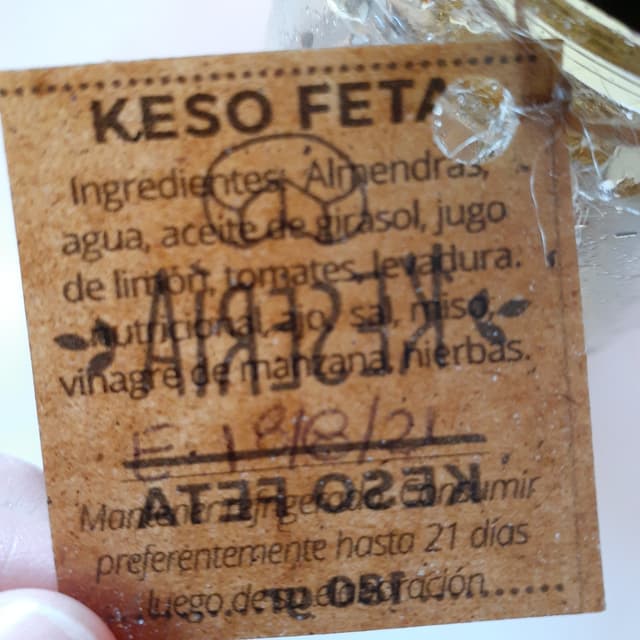 KESO FETA
Ingredientes: Almendras,
agua, aceite de girasol, jugo
de limón, tomates, levadura.
nutricional, ajo, sal, miso,
vinagre de manzana, hierbas.
Mantener refrigerado. Consumir
preferentemente hasta 21 días
luego de su elaboración.